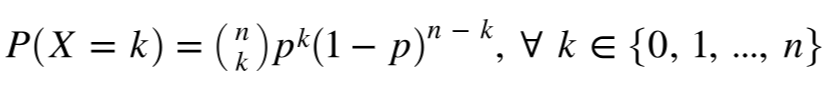 P(X = k) = (n k)p^k(1 − p)^{n − k}, ∀ k ∈ {0, 1, ..., n}